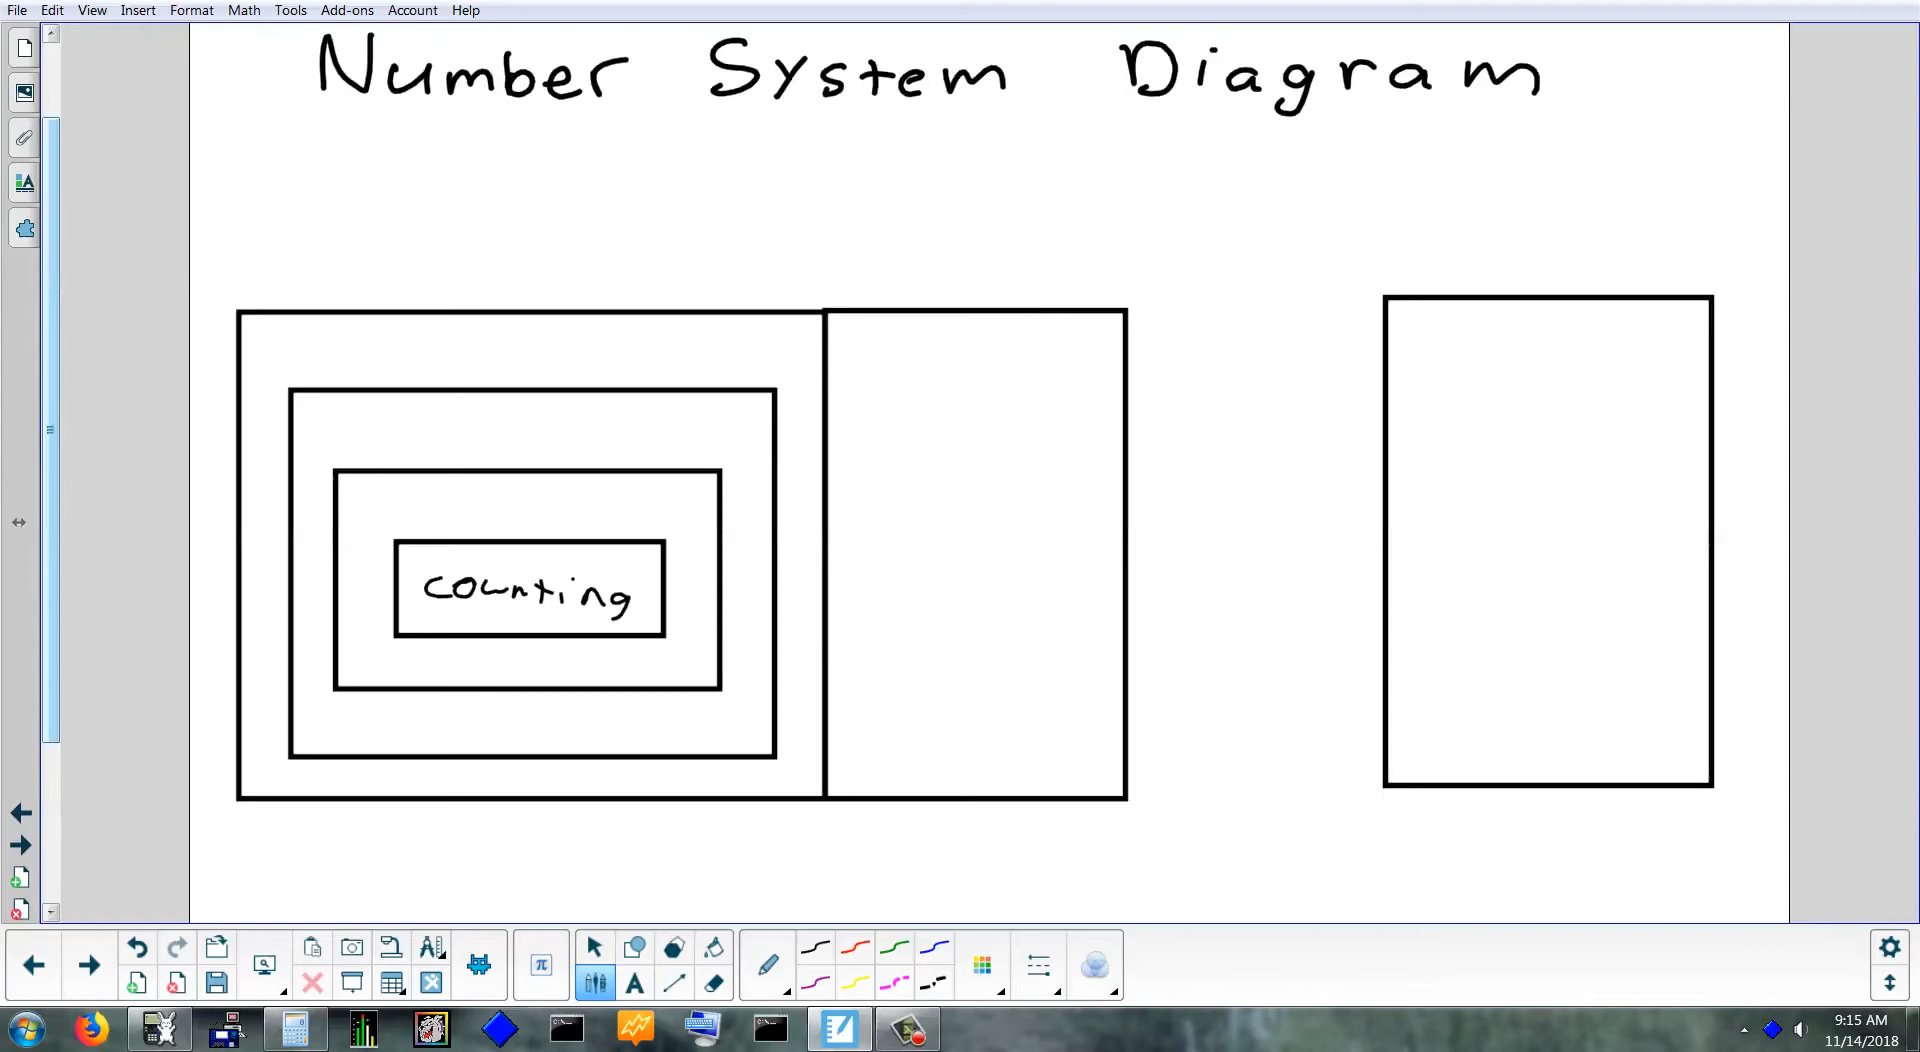 File Edit View Insert Format Math Tools Add-ons Account Help
Number System Diagram
counting
π
A
9:15 AM
11/14/2018